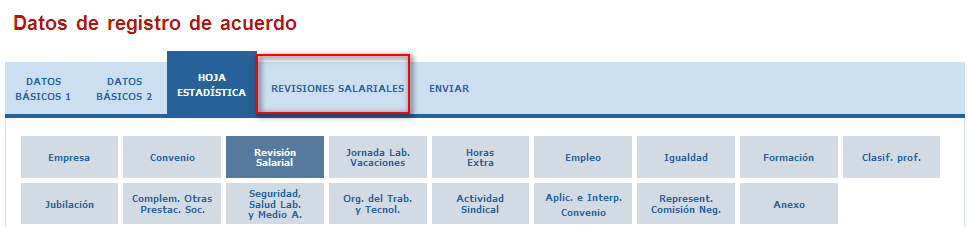 Datos de registro de acuerdo
DATOS
BÁSICOS 1
DATOS
BÁSICOS 2
HOJA
ESTADÍSTICA
REVISIONES SALARIALES
ENVIAR
Empresa
Convenio
Revisión
Salarial
Jornada Lab.
Vacaciones
Horas
Extra
Empleo
Igualdad
Formación
Clasif. prof.
Jubilación
Complem. Otras
Prestac. Soc.
Seguridad,
Salud Lab.
y Medio A.
Org. del Trab.
y Tecnol.
Actividad
Sindical
Aplic. e Interp.
Convenio
Represent.
Comisión Neg.
Anexo